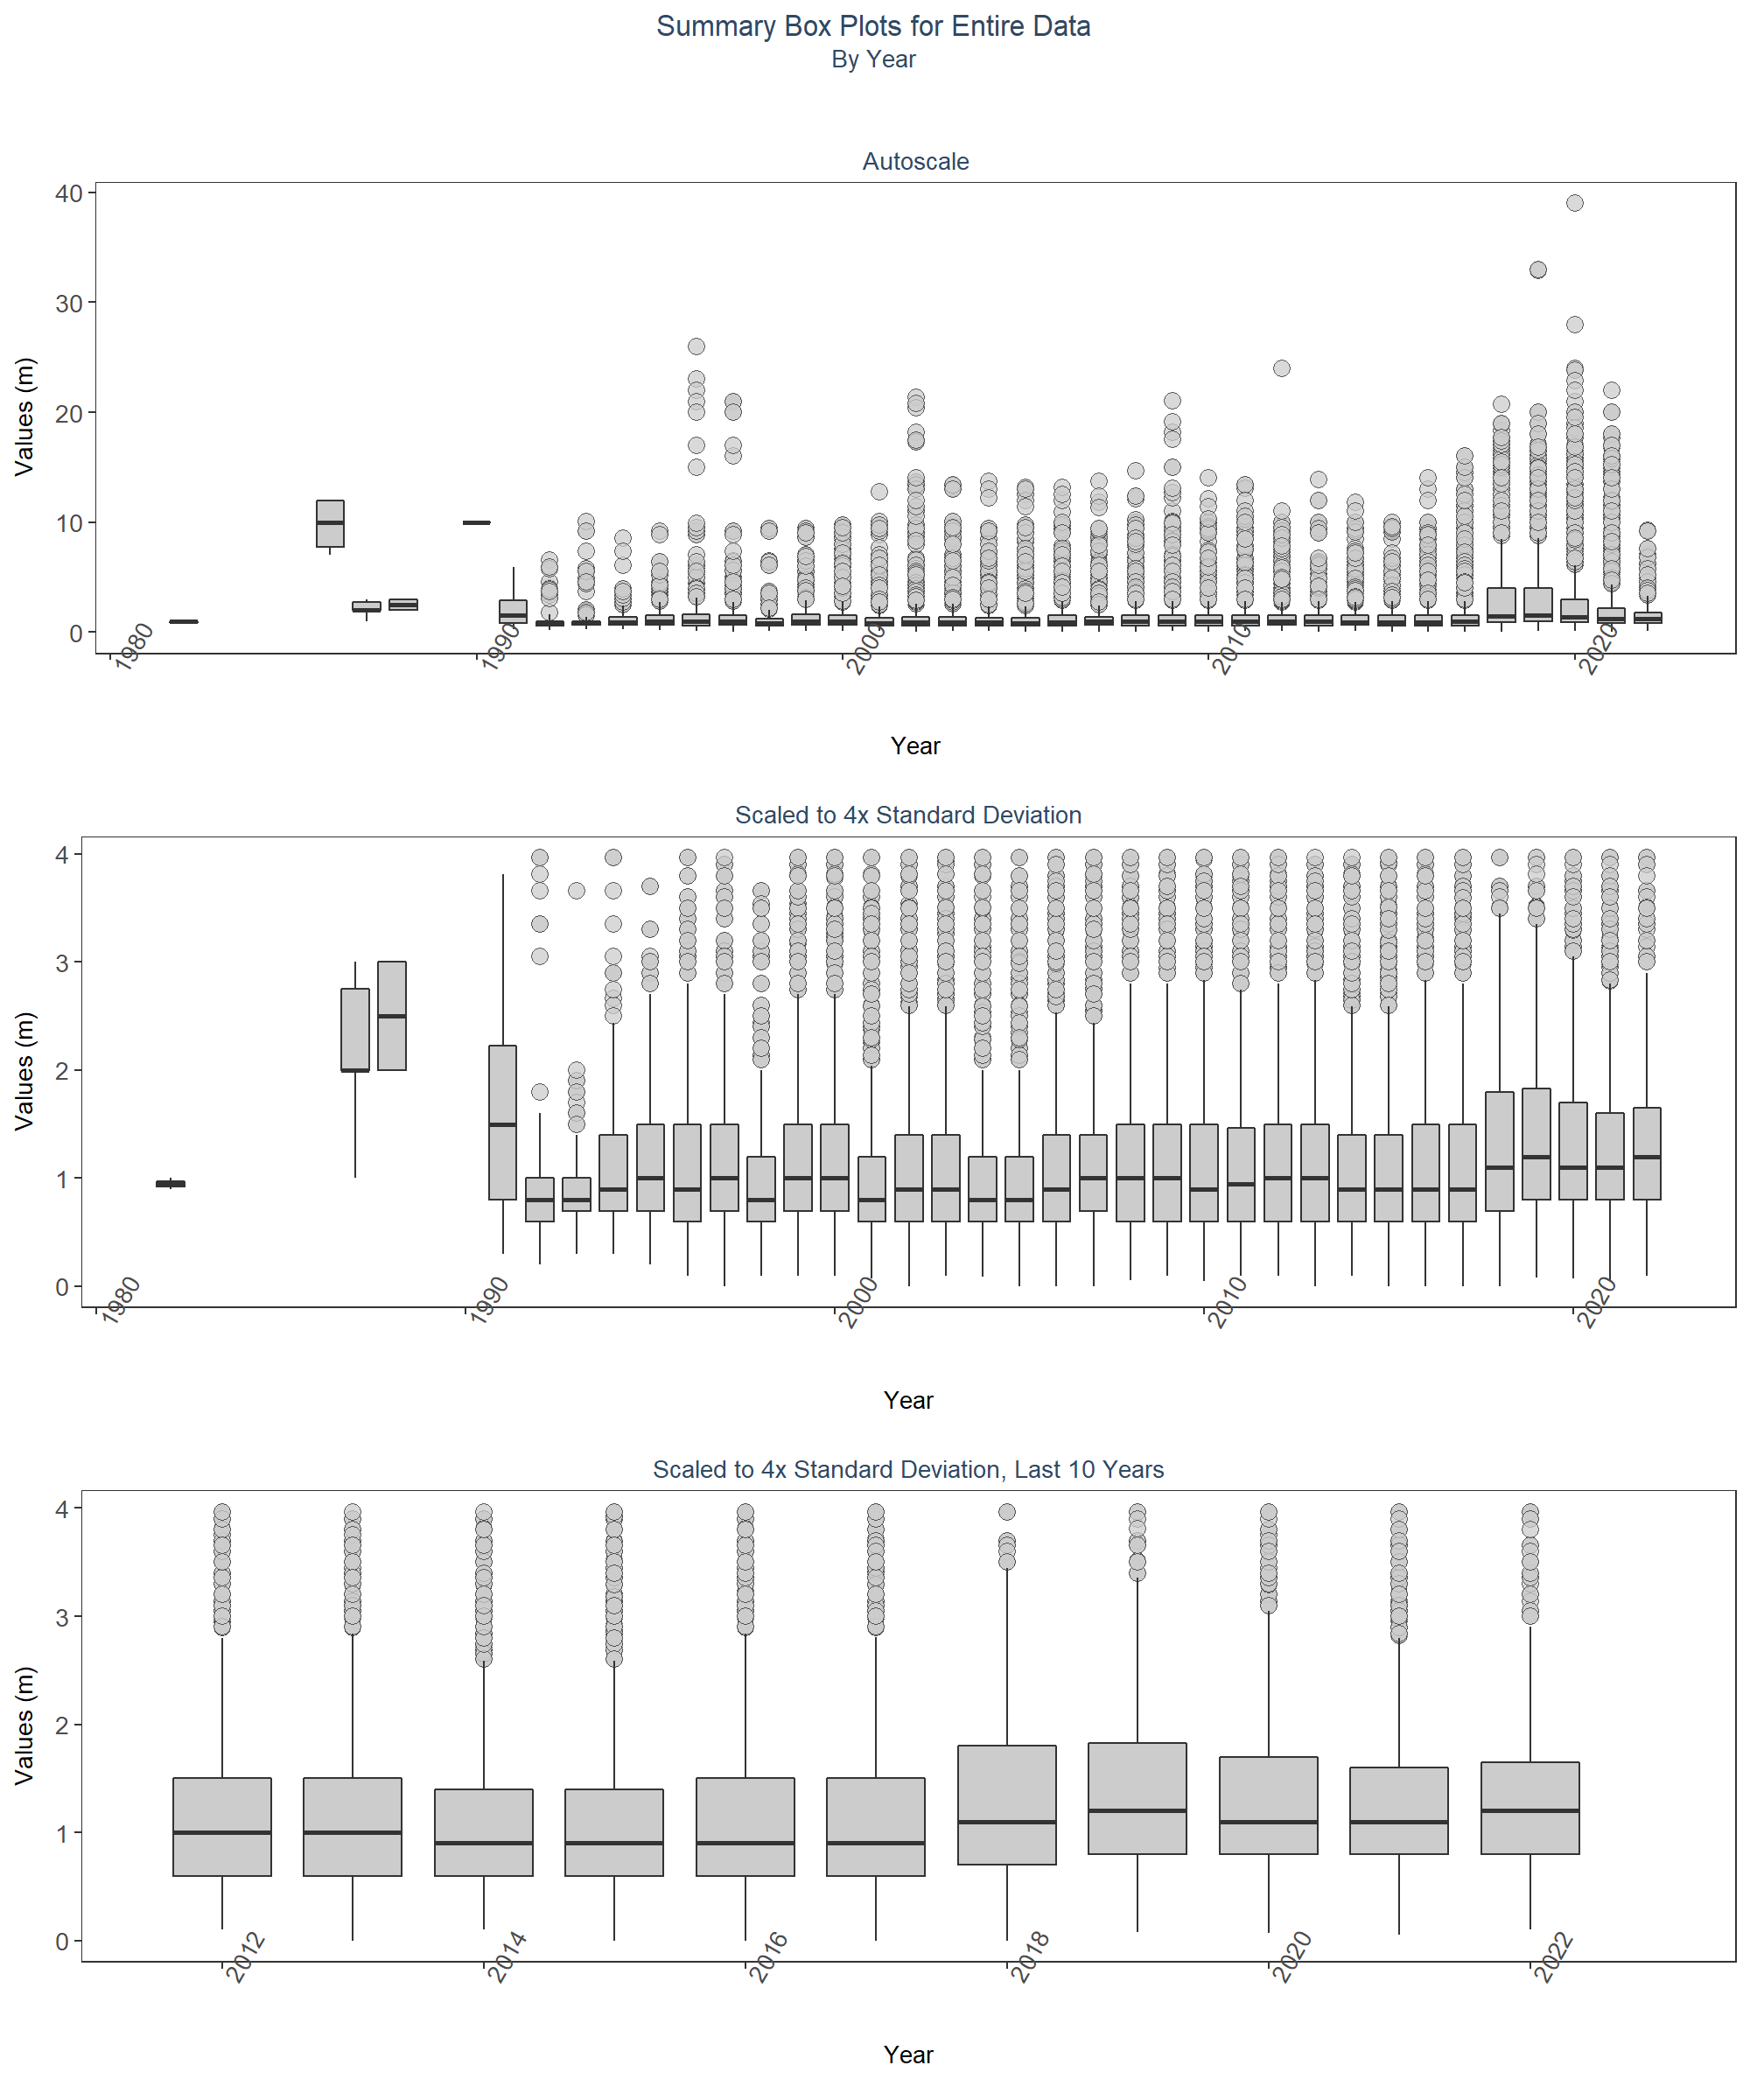 Summary Box Plots for Entire Data
By Year
Autoscale
40
30
20
10
0
Values (m)
1980
1990
2000
2010
2020
Year
Scaled to 4x Standard Deviation
4
3
2
1
0
Values (m)
1980
1990
2000
2010
2020
Year
Scaled to 4x Standard Deviation, Last 10 Years
4
3
2
1
0
Values (m)
2012
2014
2016
2018
2020
2022
Year